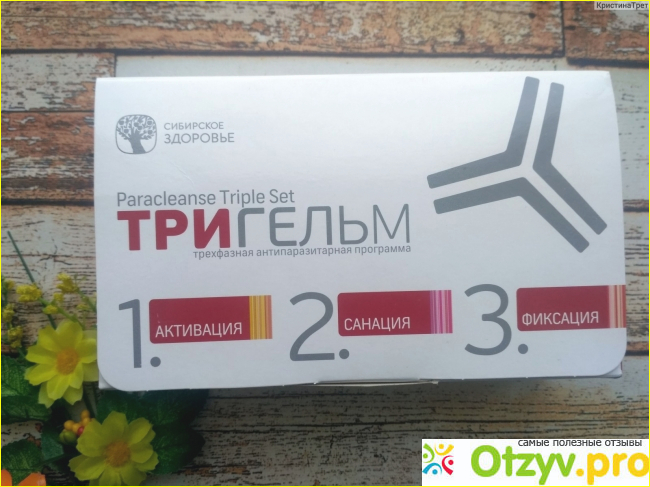 КристинаТрет
СИБИРСКОЕ
ЗДОРОВЬЕ
Paracleanse Triple Set
ТРИГЕЛЬМ
трехфазная антипаразитарная программа
1. АКТИВАЦИЯ 2. САНАЦИЯ 3. ФИКСАЦИЯ
самые полезные отзывы
Otzyv.pro